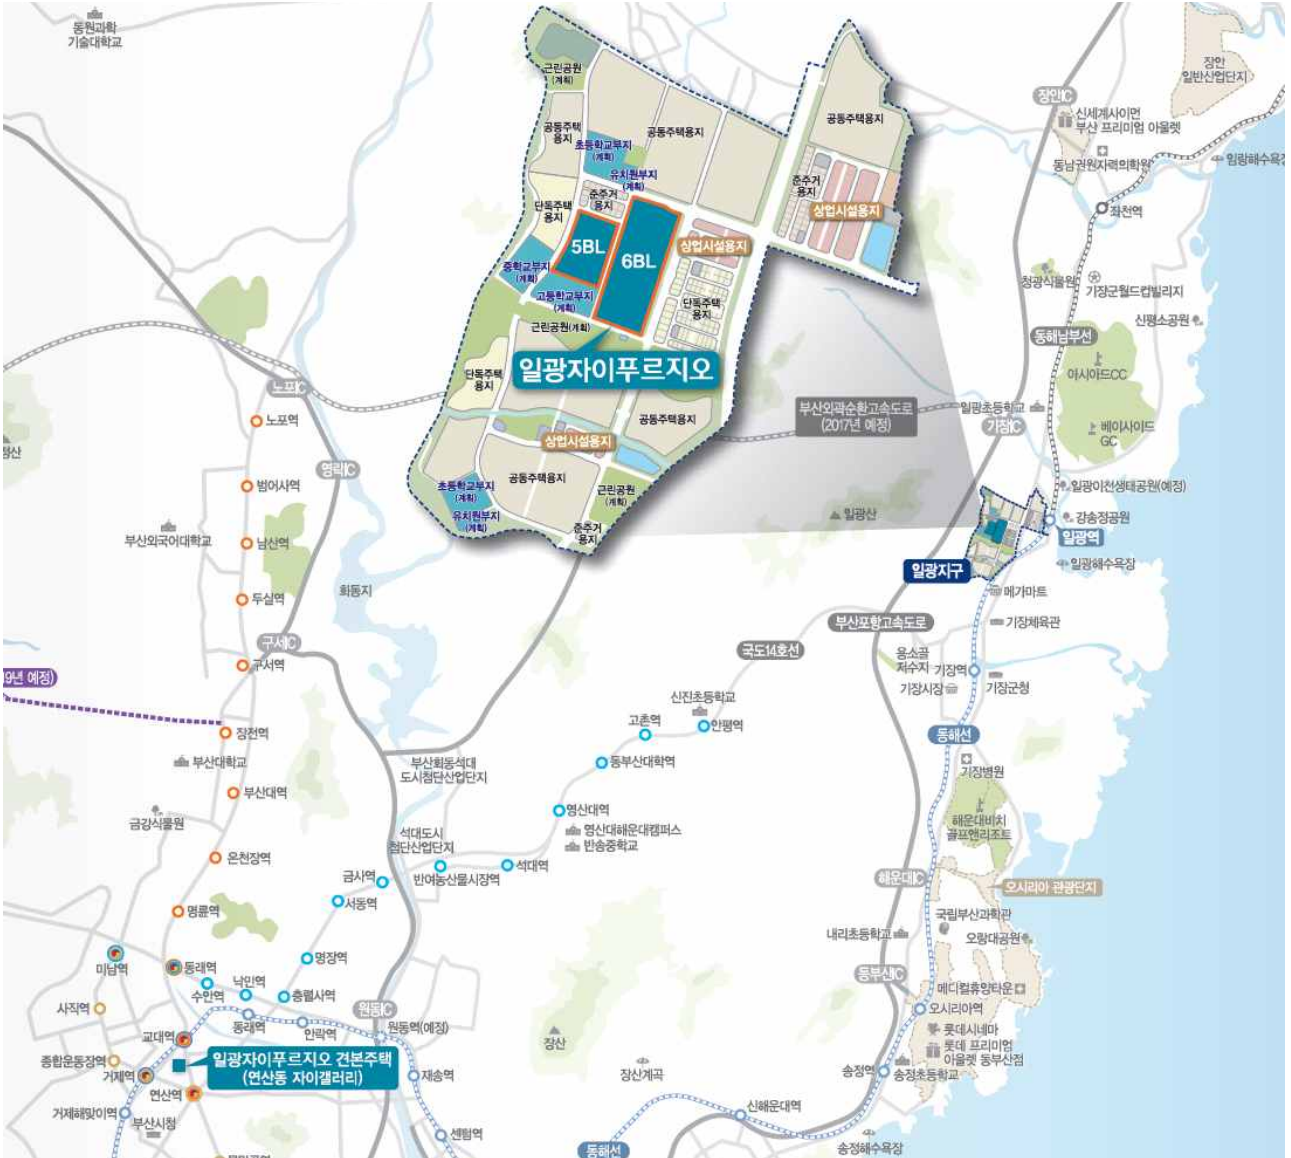 동원과학
기술대학교
근린공원
(계획)
공동주택
용지
초등학교부지
(계획)
유치원부지
(계획)
공동주택용지
공동주택용지
준주거
용지
상업시설용지
단독주택
용지
준주거
용지
5BL
6BL
상업시설용지
중학교부지
(계획)
고등학교부지
(계획)
근린공원(계획)
단독주택
용지
일광자이푸르지오
단독주택
용지
공동주택용지
상업시설용지
공동주택용지
초등학교부지
(계획)
유치원부지
(계획)
근린공원
(계획)
준주거
용지
장안
일반산업단지
장안IC
신세계사이먼
부산 프리미엄 아울렛
동남권원자력의학원
임랑해수욕장
좌천역
정광식물원
기장군월드컵빌리지
신평소공원
동해남부선
아시아드CC
베이사이드
GC
부산외곽순환고속도로
(2017년 예정)
일광초등학교
기장IC
일광이천생태공원(예정)
강송정공원
일광역
일광해수욕장
일광산
일광지구
메가마트
기장체육관
부산포항고속도로
국도14호선
용소골
저수지
기장역
기장시장
기장군청
동해선
기장병원
해운대비치
골프앤리조트
오시리아 관광단지
해운대IC
국립부산과학관
내리초등학교
오랑대공원
동부산IC
메디컬휴양타운
오시리아역
롯데시네마
롯데 프리미엄
아울렛 동부산점
송정역
송정초등학교
송정해수욕장
신해운대역
동해선
장산계곡
장산
노포IC
노포역
영락IC
범어사역
부산외국어대학교
남산역
두실역
회동지
구서IC
구서역
19년 예정)
장전역
부산대학교
부산대역
금강식물원
온천장역
명륜역
부산회동석대
도시첨단산업단지
석대도시
첨단산업단지
신진초등학교
안평역
고촌역
동부산대학역
영산대역
영산대해운대캠퍼스
반송중학교
석대역
반여농산물시장역
금사역
서동역
명장역
충렬사역
낙민역
수안역
동래역
미남역
사직역
종합운동장역
교대역
동래역
안락역
원동IC
원동역(예정)
거제역
연산역
일광자이푸르지오 견본주택
(연산동 자이갤러리)
재송역
센텀역
거제해맞이역
부산시청